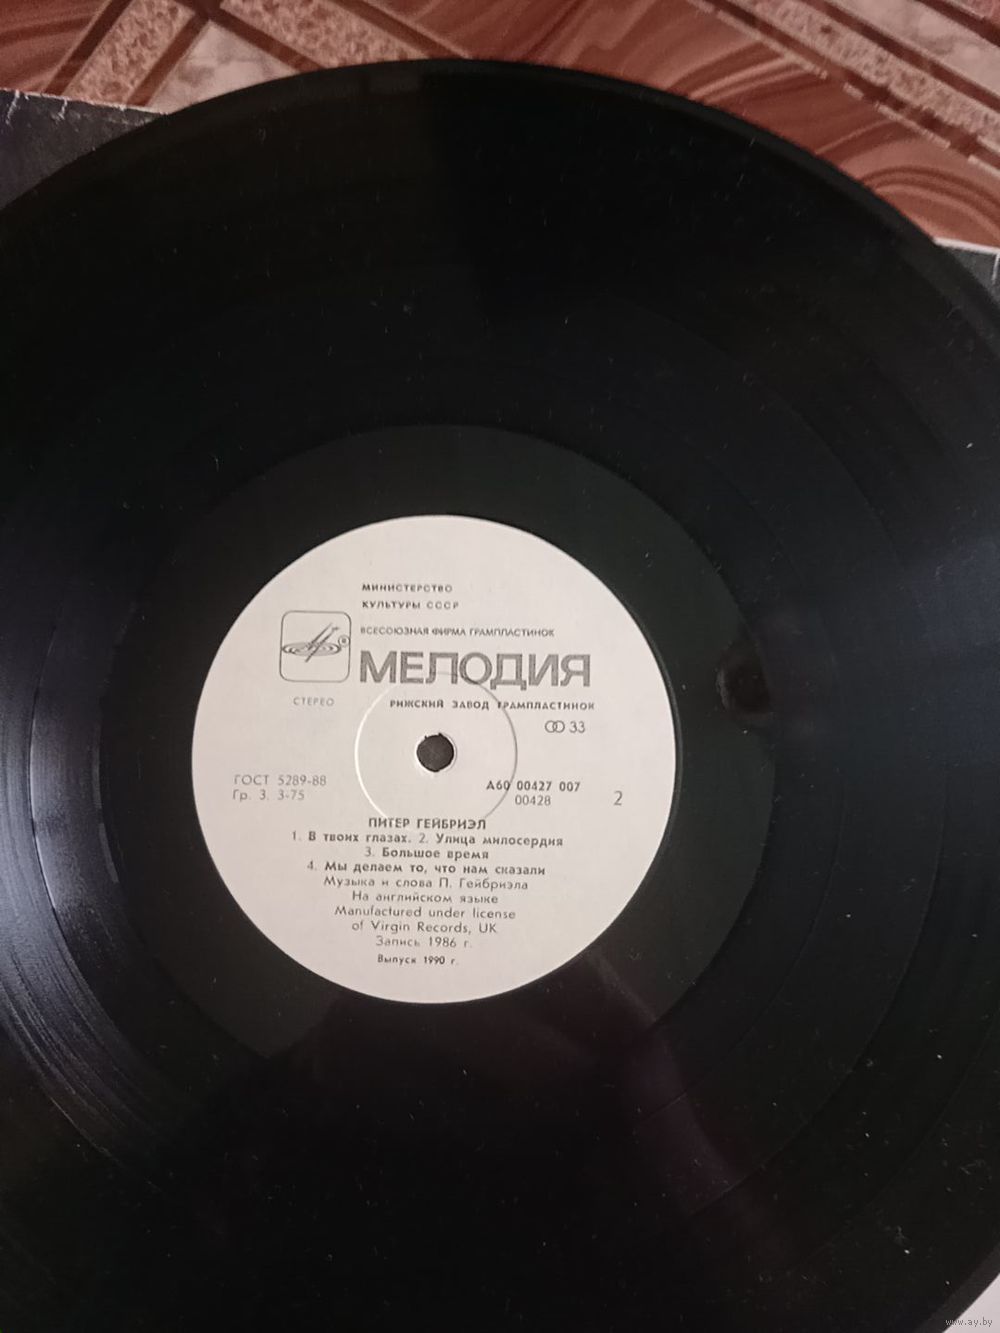 МИНИСТЕРСТВО
КУЛЬТУРЫ СССР
ВСЕСОЮЗНАЯ ФИРМА ГРАМПЛАСТИНОК
МЕЛОДИЯ
®
СТЕРЕО
РИЖСКИЙ ЗАВОД ГРАМПЛАСТИНОК
33
ГОСТ 5289-88
Гр. 3. 3-75
А60 00427 007
00428
2
ПИТЕР ГЕЙБРИЭЛ
1. В твоих глазах. 2. Улица милосердия
3. Большое время
4. Мы делаем то, что нам сказали
Музыка и слова П. Гейбриэла
На английском языке
Manufactured under license
of Virgin Records, UK
Запись 1986 г.
Выпуск 1990 г.
www.ay.by